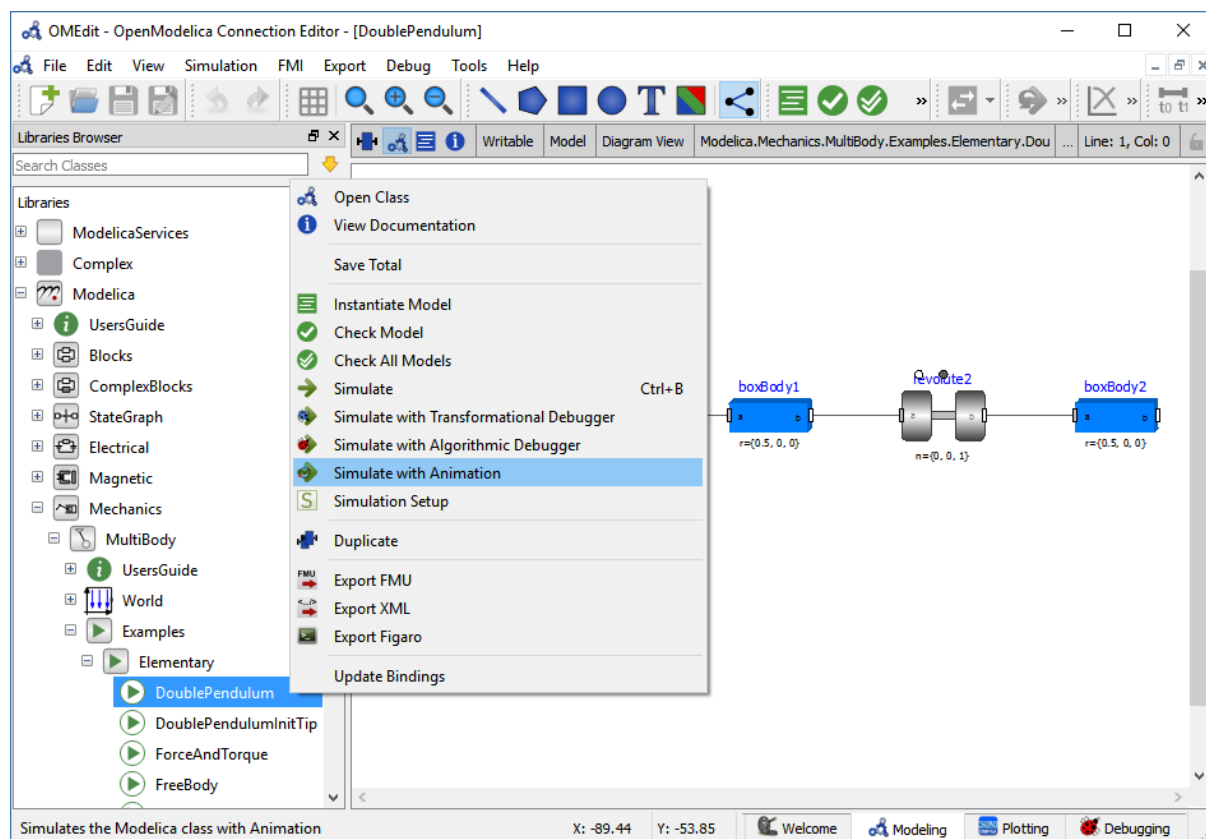 OMEdit - OpenModelica Connection Editor - [DoublePendulum]
File Edit View Simulation FMI Export Debug Tools Help
T » » » t0 t1 »
Libraries Browser
Writable Model Diagram View Modelica.Mechanics.MultiBody.Examples.Elementary.Dou ... Line: 1, Col: 0
Search Classes
Libraries
ModelicaServices
Complex
Modelica
UsersGuide
Blocks
ComplexBlocks
StateGraph
Electrical
Magnetic
Mechanics
MultiBody
UsersGuide
World
Examples
Elementary
DoublePendulum
DoublePendulumInitTip
ForceAndTorque
FreeBody
Open Class
View Documentation
Save Total
Instantiate Model
Check Model
Check All Models
Simulate Ctrl+B
Simulate with Transformational Debugger
Simulate with Algorithmic Debugger
Simulate with Animation
S Simulation Setup
Duplicate
FMU Export FMU
Export XML
Export Figaro
Update Bindings
boxBody1 revolute2 boxBody2
a b a b a b
r={0.5, 0, 0} n={0, 0, 1} r={0.5, 0, 0}
Simulates the Modelica class with Animation X: -89.44 Y: -53.85 Welcome Modeling Plotting Debugging